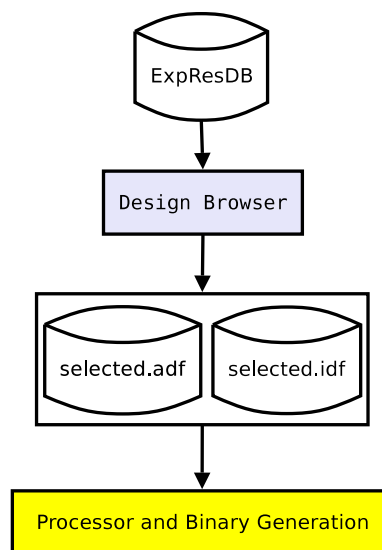 ExpResDB
Design Browser
selected.adf
selected.idf
Processor and Binary Generation